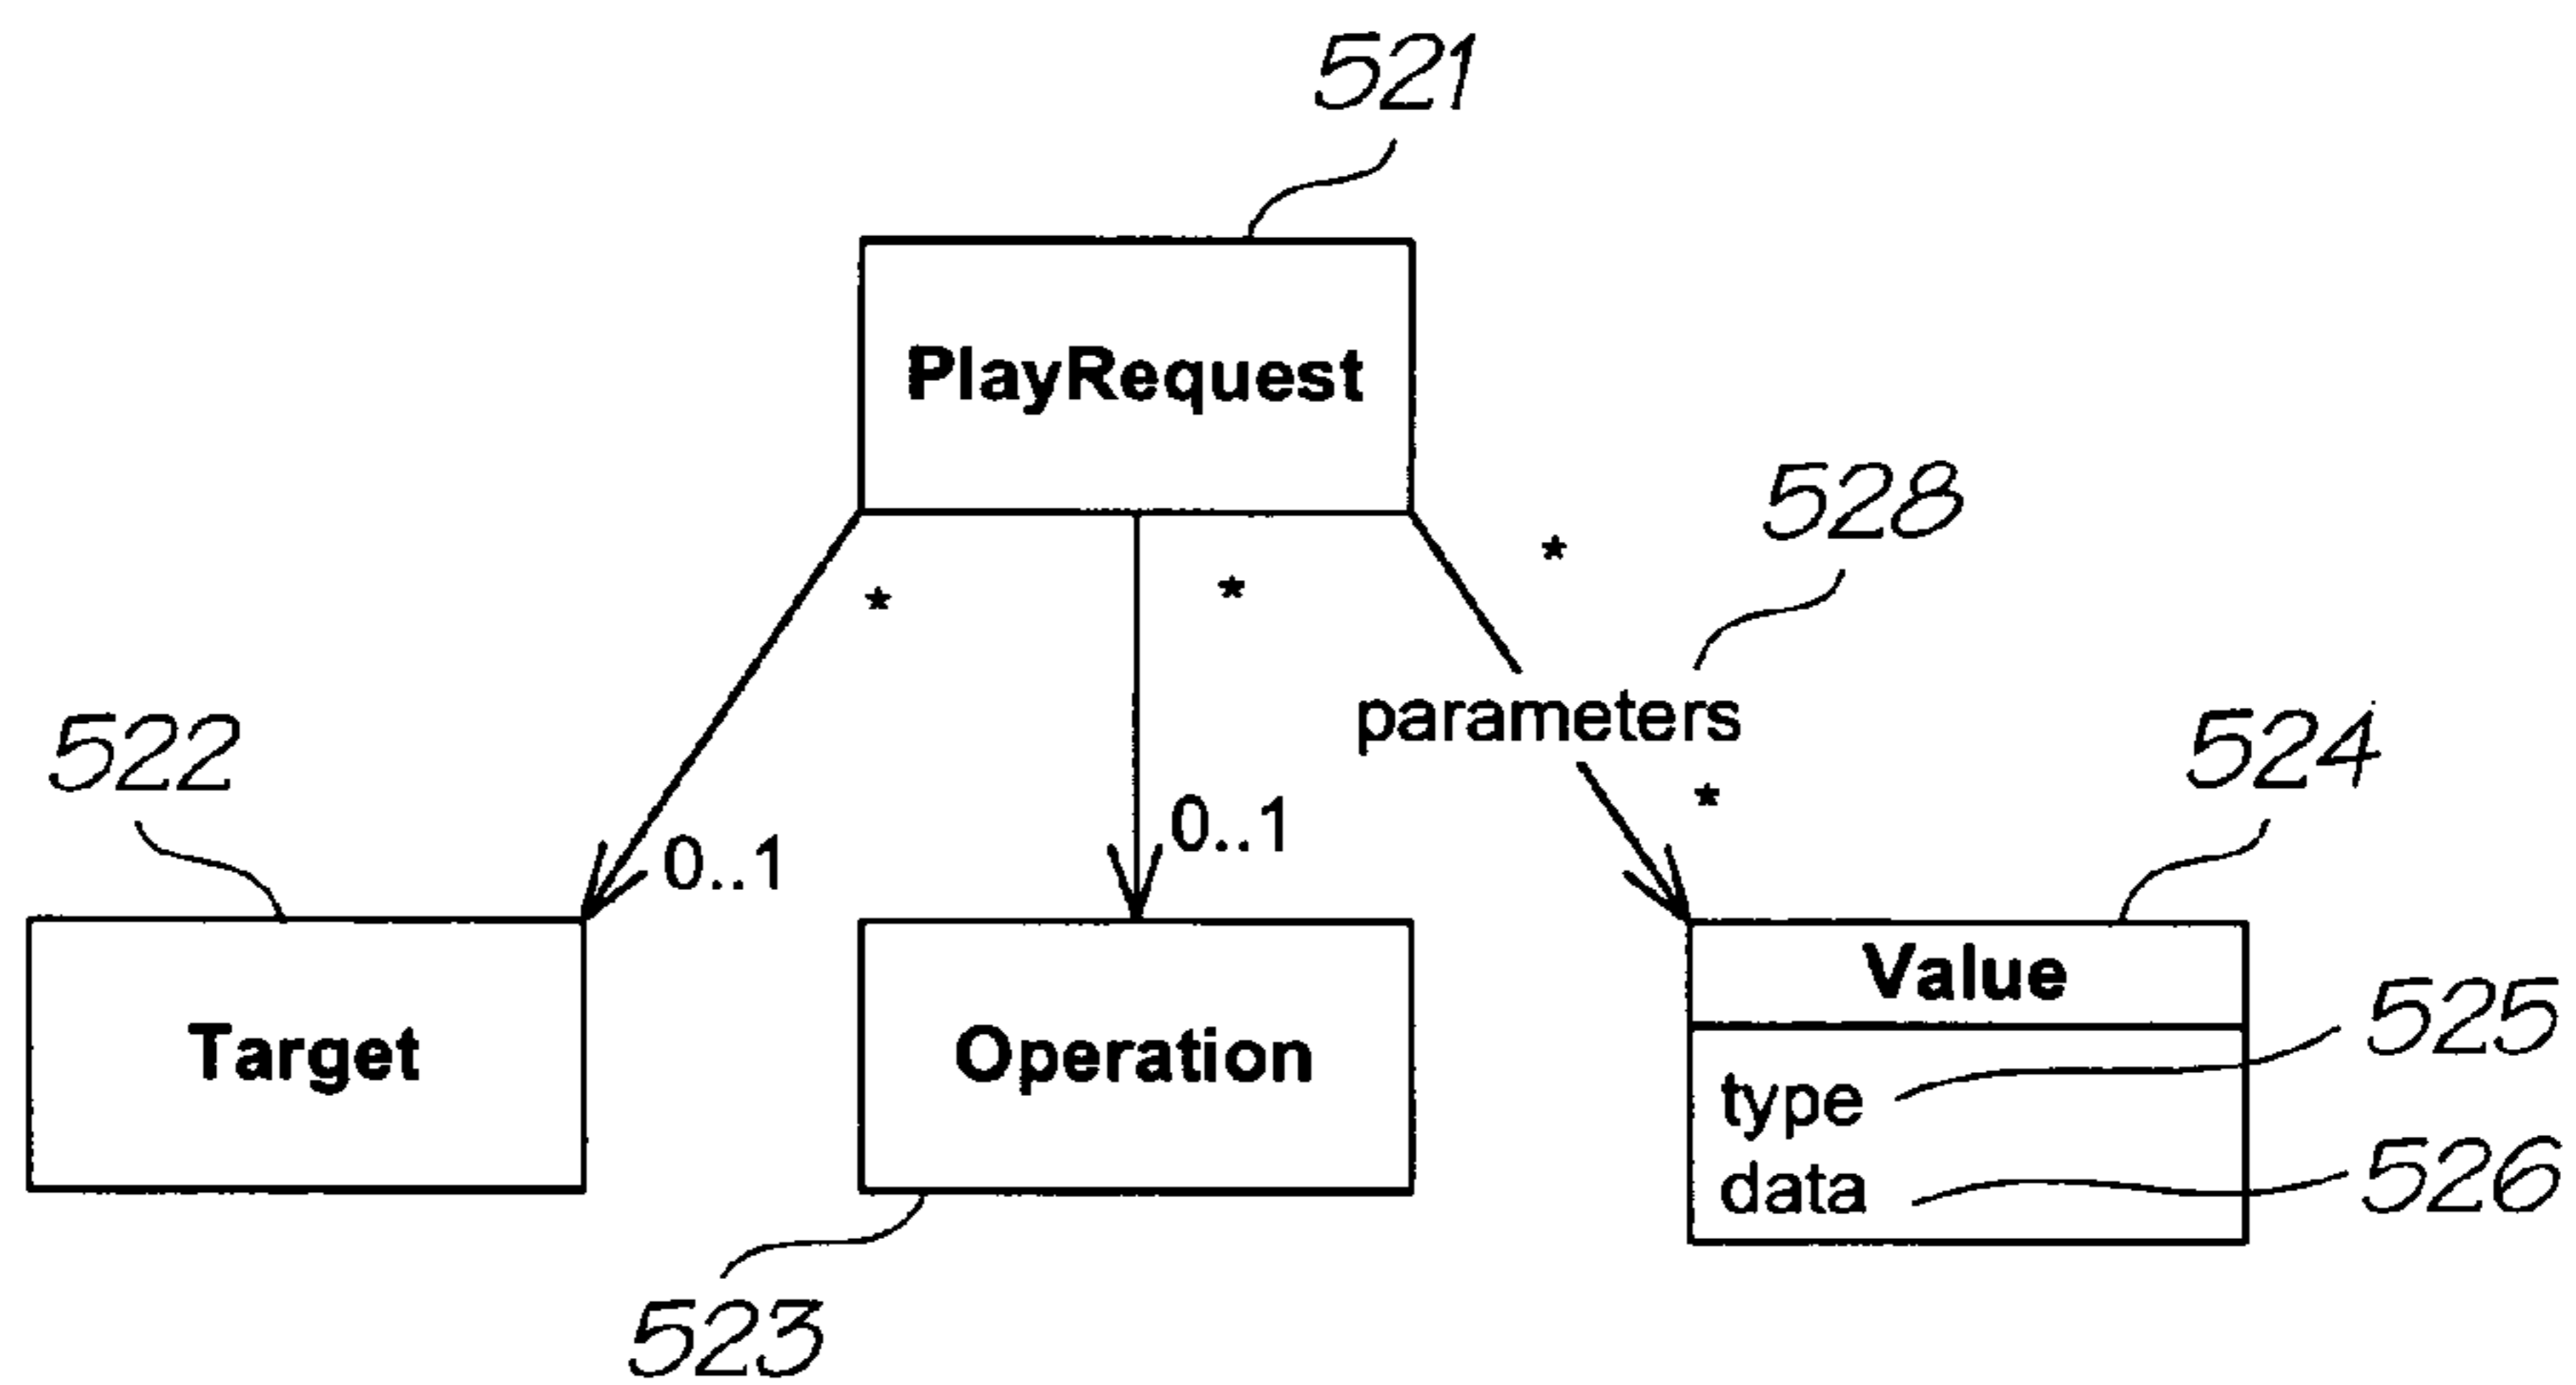 521
PlayRequest
528
* * *
parameters
522
524
0..1
0..1
*
Target
Operation
Value
type
525
data
526
523